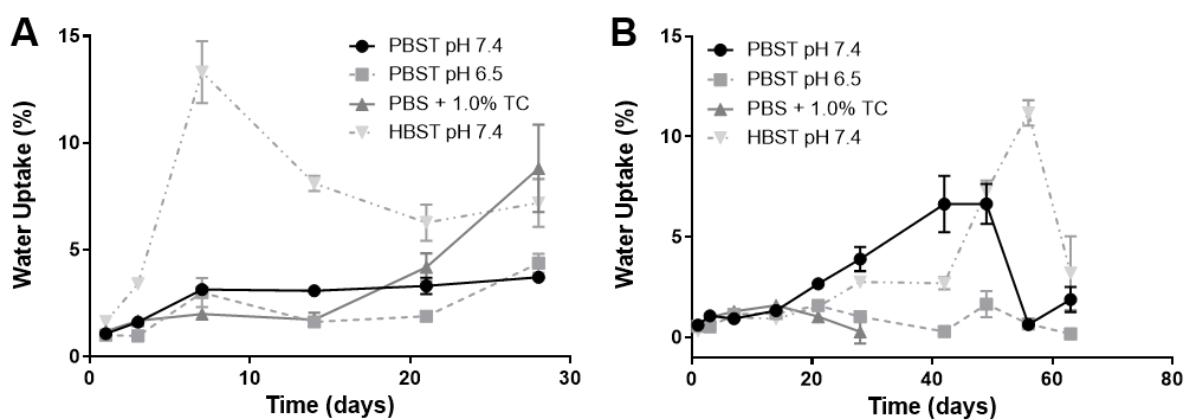 A
Water Uptake (%)
15
10
5
0
0
10
20
30
Time (days)
PBST pH 7.4
PBST pH 6.5
PBS + 1.0% TC
HBST pH 7.4
B
Water Uptake (%)
15
10
5
0
0
20
40
60
80
Time (days)
PBST pH 7.4
PBST pH 6.5
PBS + 1.0% TC
HBST pH 7.4